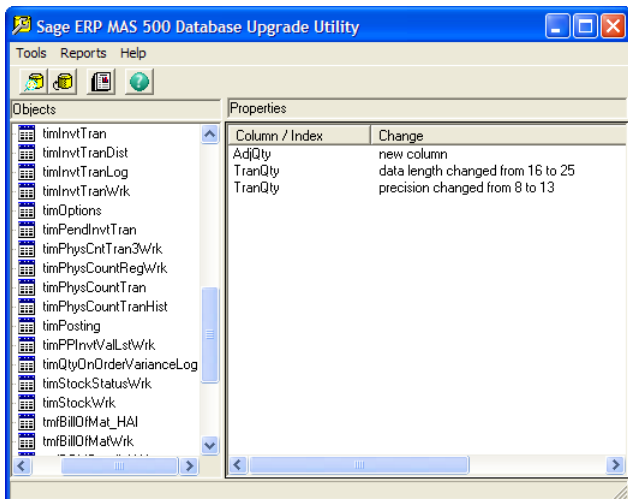 Sage ERP MAS 500 Database Upgrade Utility
Tools Reports Help
Objects
Properties
timInvtTran
timInvtTranDist
timInvtTranLog
timInvtTranWrk
timOptions
timPendInvtTran
timPhysCntTran3Wrk
timPhysCountRegWrk
timPhysCountTran
timPhysCountTranHist
timPosting
timPPInvtValLstWrk
timQtyOnOrderVarianceLog
timStockStatusWrk
timStockWrk
tmfBillOfMat_HAI
tmfBillOfMatWrk
Column / Index Change
AdjQty new column
TranQty data length changed from 16 to 25
TranQty precision changed from 8 to 13